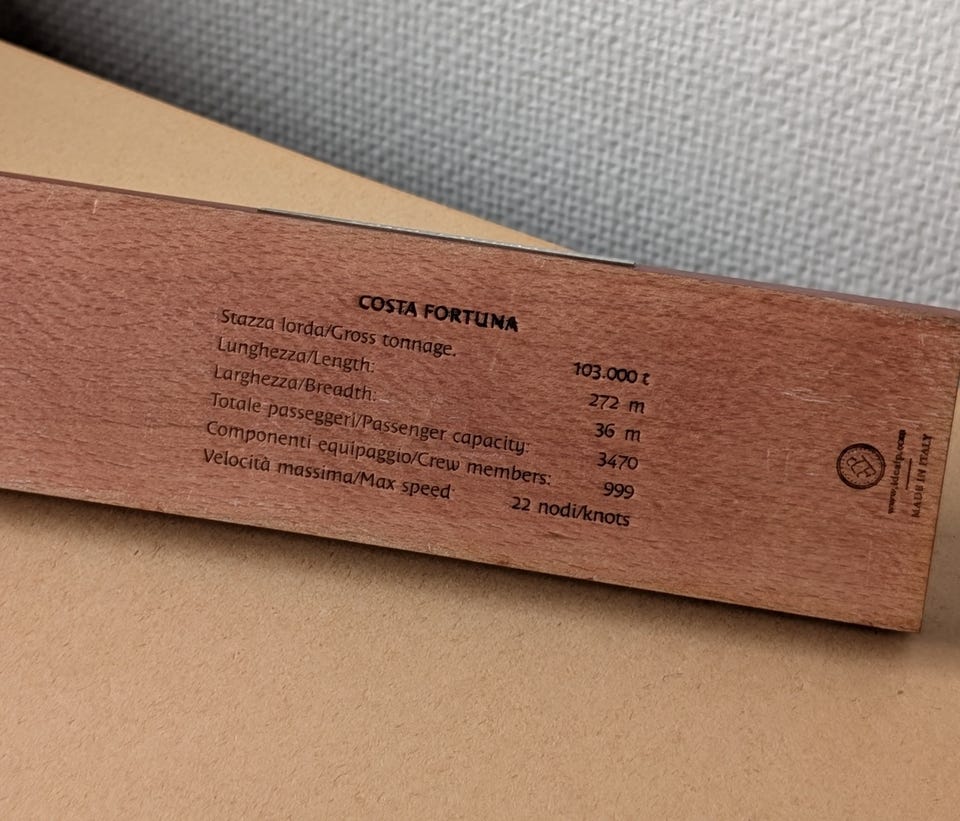 COSTA FORTUNA
Stazza lorda/Gross tonnage. 103.000 t
Lunghezza/Length: 272 m
Larghezza/Breadth: 36 m
Totale passeggeri/Passenger capacity: 3470
Componenti equipaggio/Crew members: 999
Velocità massima/Max speed 22 nodi/knots
MADE IN ITALY